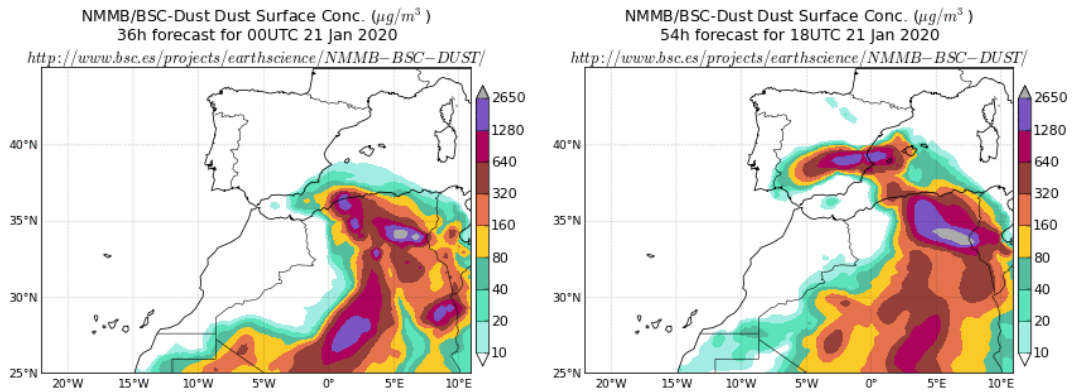 NMMB/BSC-Dust Dust Surface Conc. (μg/m³ )
36h forecast for 00UTC 21 Jan 2020
http://www.bsc.es/projects/earthscience/NMMB−BSC−DUST/
40°N
35°N
30°N
25°N
20°W 15°W 10°W 5°W 0° 5°E 10°E
2650
1280
640
320
160
80
40
20
10
NMMB/BSC-Dust Dust Surface Conc. (μg/m³ )
54h forecast for 18UTC 21 Jan 2020
http://www.bsc.es/projects/earthscience/NMMB−BSC−DUST/
40°N
35°N
30°N
25°N
20°W 15°W 10°W 5°W 0° 5°E 10°E
2650
1280
640
320
160
80
40
20
10